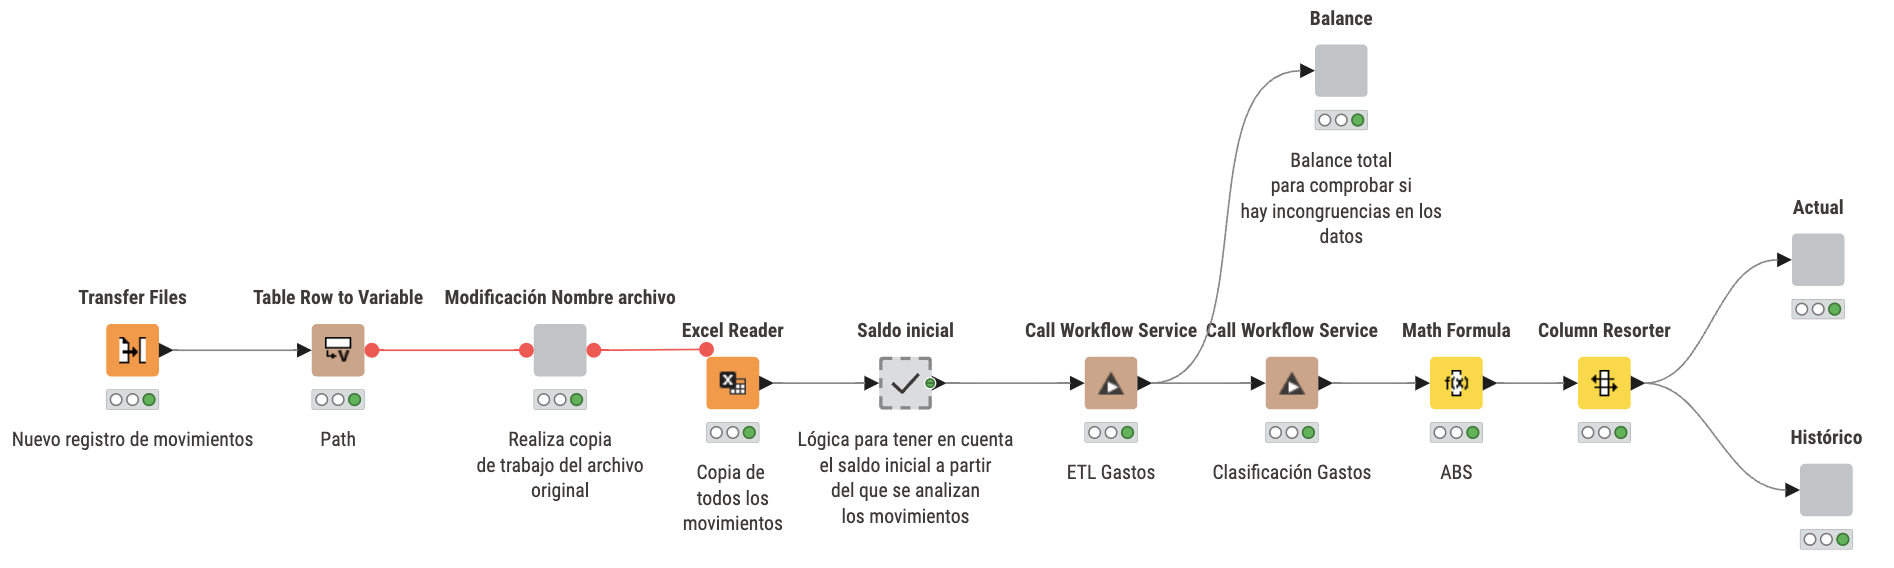 Balance
Balance total
para comprobar si
hay incongruencias en los
datos
Actual
Transfer Files
Nuevo registro de movimientos
Table Row to Variable
V
Path
Modificación Nombre archivo
Realiza copia
de trabajo del archivo
original
Excel Reader
X
Copia de
todos los
movimientos
Saldo inicial
Lógica para tener en cuenta
el saldo inicial a partir
del que se analizan
los movimientos
Call Workflow Service
ETL Gastos
Call Workflow Service
Clasificación Gastos
Math Formula
f(x)
ABS
Column Resorter
Histórico